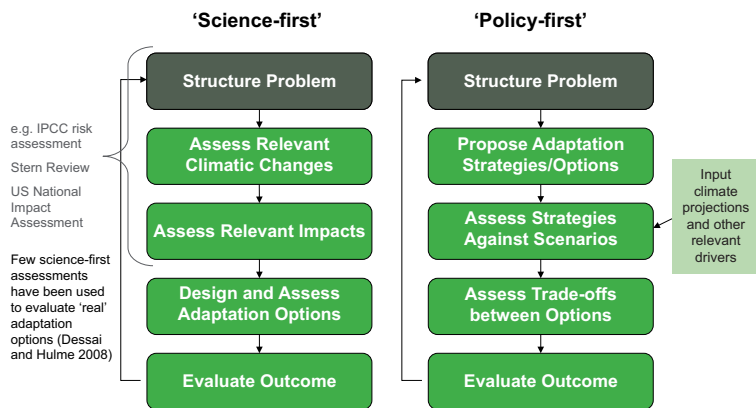 ‘Science-first’
‘Policy-first’
Structure Problem
Assess Relevant
Climatic Changes
Assess Relevant Impacts
Design and Assess
Adaptation Options
Evaluate Outcome
e.g. IPCC risk
assessment
Stern Review
US National
Impact
Assessment
Few science-first
assessments
have been used
to evaluate ‘real’
adaptation
options (Dessai
and Hulme 2008)
Structure Problem
Propose Adaptation
Strategies/Options
Assess Strategies
Against Scenarios
Assess Trade-offs
between Options
Evaluate Outcome
Input
climate
projections
and other
relevant
drivers